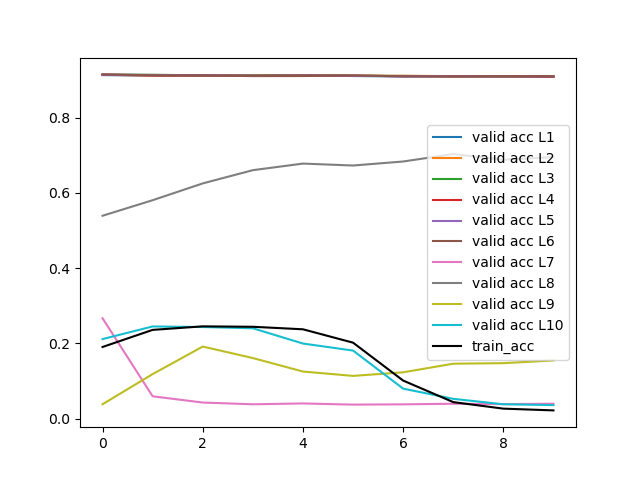 0.8
0.6
0.4
0.2
0.0
0
2
4
6
8
valid acc L1
valid acc L2
valid acc L3
valid acc L4
valid acc L5
valid acc L6
valid acc L7
valid acc L8
valid acc L9
valid acc L10
train_acc